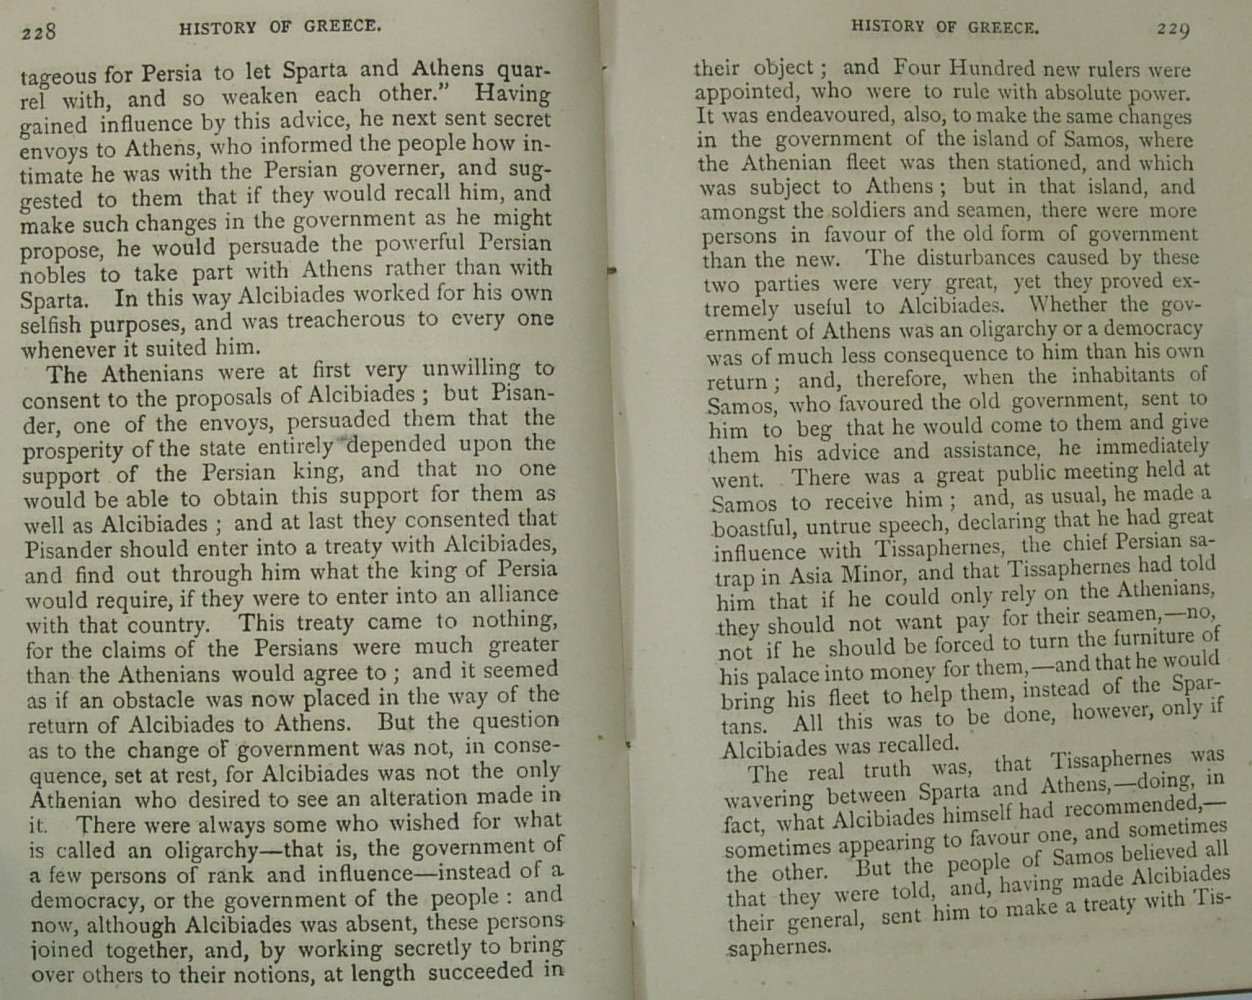 228 HISTORY OF GREECE.
tageous for Persia to let Sparta and Athens quar-
rel with, and so weaken each other." Having
gained influence by this advice, he next sent secret
envoys to Athens, who informed the people how in-
timate he was with the Persian governer, and sug-
gested to them that if they would recall him, and
make such changes in the government as he might
propose, he would persuade the powerful Persian
nobles to take part with Athens rather than with
Sparta. In this way Alcibiades worked for his own
selfish purposes, and was treacherous to every one
whenever it suited him.
The Athenians were at first very unwilling to
consent to the proposals of Alcibiades ; but Pisan-
der, one of the envoys, persuaded them that the
prosperity of the state entirely depended upon the
support of the Persian king, and that no one
would be able to obtain this support for them as
well as Alcibiades ; and at last they consented that
Pisander should enter into a treaty with Alcibiades,
and find out through him what the king of Persia
would require, if they were to enter into an alliance
with that country. This treaty came to nothing,
for the claims of the Persians were much greater
than the Athenians would agree to ; and it seemed
as if an obstacle was now placed in the way of the
return of Alcibiades to Athens. But the question
as to the change of government was not, in conse-
quence, set at rest, for Alcibiades was not the only
Athenian who desired to see an alteration made in
it. There were always some who wished for what
is called an oligarchy—that is, the government of
a few persons of rank and influence—instead of a
democracy, or the government of the people : and
now, although Alcibiades was absent, these persons
joined together, and, by working secretly to bring
over others to their notions, at length succeeded in
HISTORY OF GREECE. 229
their object ; and Four Hundred new rulers were
appointed, who were to rule with absolute power.
It was endeavoured, also, to make the same changes
in the government of the island of Samos, where
the Athenian fleet was then stationed, and which
was subject to Athens ; but in that island, and
amongst the soldiers and seamen, there were more
persons in favour of the old form of government
than the new. The disturbances caused by these
two parties were very great, yet they proved ex-
tremely useful to Alcibiades. Whether the gov-
ernment of Athens was an oligarchy or a democracy
was of much less consequence to him than his own
return ; and, therefore, when the inhabitants of
Samos, who favoured the old government, sent to
him to beg that he would come to them and give
them his advice and assistance, he immediately
went. There was a great public meeting held at
Samos to receive him ; and, as usual, he made a
boastful, untrue speech, declaring that he had great
influence with Tissaphernes, the chief Persian sa-
trap in Asia Minor, and that Tissaphernes had told
him that if he could only rely on the Athenians,
they should not want pay for their seamen,—no,
not if he should be forced to turn the furniture of
his palace into money for them,—and that he would
bring his fleet to help them, instead of the Spar-
tans. All this was to be done, however, only if
Alcibiades was recalled.
The real truth was, that Tissaphernes was
wavering between Sparta and Athens,—doing, in
fact, what Alcibiades himself had recommended,—
sometimes appearing to favour one, and sometimes
the other. But the people of Samos believed all
that they were told, and, having made Alcibiades
their general, sent him to make a treaty with Tis-
saphernes.